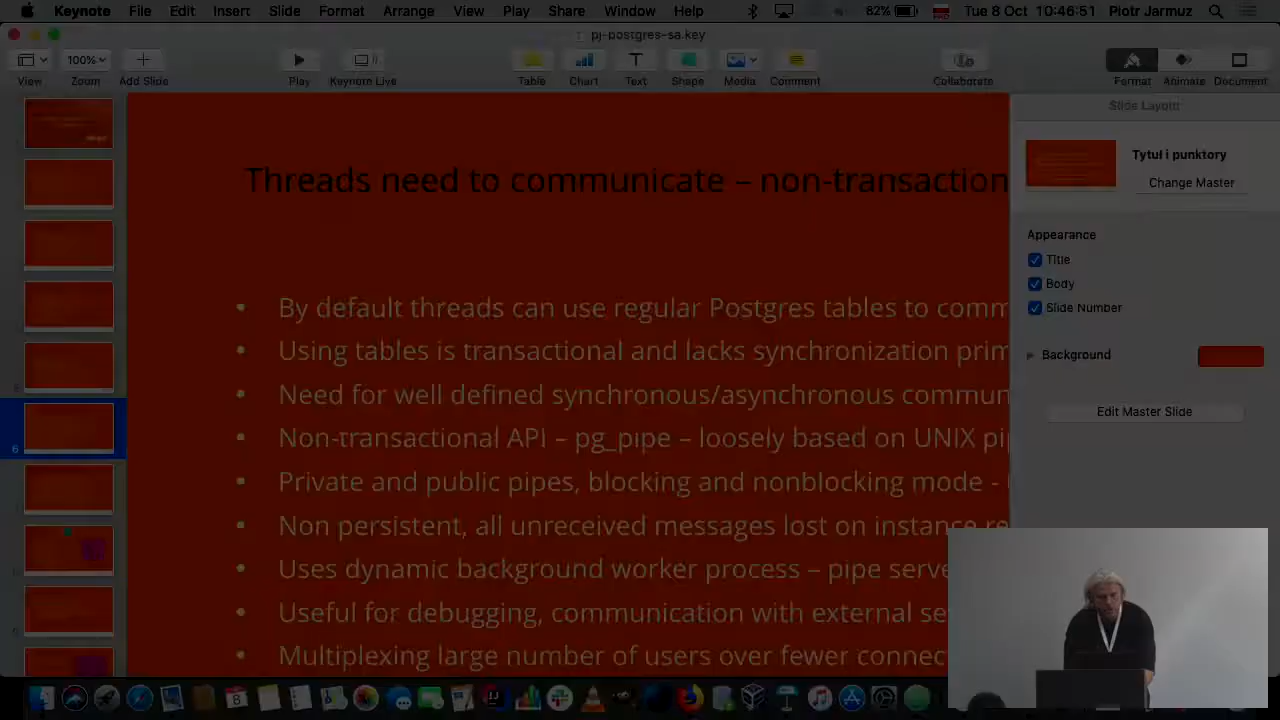 Keynote File Edit Insert Slide Format Arrange View Play Share Window Help 82% Tue 8 Oct 10:46:51 Piotr Jarmuz
pj-postgres-sa.key
100%
View Zoom Add Slide Play Keynote Live Table Chart Text Shape Media Comment Collaborate Format Animate Document
Slide Layout
Tytuł i punktory
Change Master
Appearance
Title
Body
Slide Number
Background
Edit Master Slide
6
Threads need to communicate – non-transaction
• By default threads can use regular Postgres tables to comm
• Using tables is transactional and lacks synchronization prim
• Need for well defined synchronous/asynchronous commun
• Non-transactional API – pg_pipe – loosely based on UNIX pi
• Private and public pipes, blocking and nonblocking mode -
• Non persistent, all unreceived messages lost on instance re
• Uses dynamic background worker process – pipe serve
• Useful for debugging, communication with external se
• Multiplexing large number of users over fewer connec